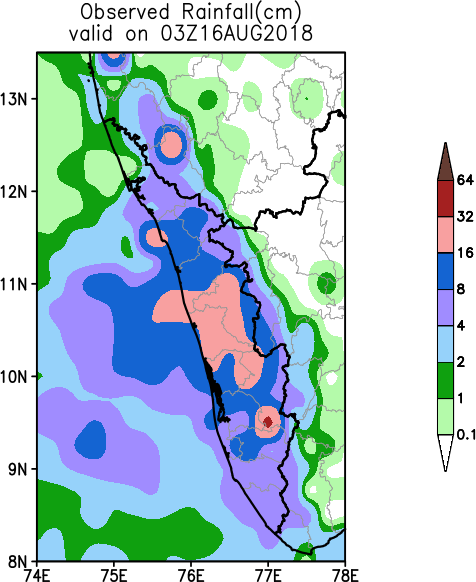 Observed Rainfall(cm)
valid on 03Z16AUG2018
13N
12N
11N
10N
9N
8N
74E
75E
76E
77E
78E
64
32
16
8
4
2
1
0.1